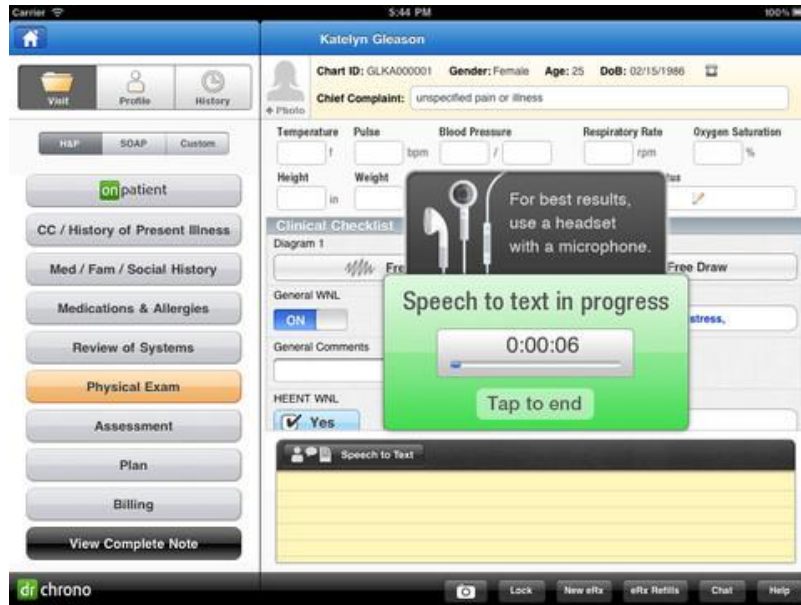 Carrier 5:44 PM 100%
Katelyn Gleason
Visit Profile History
H&P SOAP Custom
onpatient
CC / History of Present Illness
Med / Fam / Social History
Medications & Allergies
Review of Systems
Physical Exam
Assessment
Plan
Billing
View Complete Note
Chart ID: GLKA000001 Gender: Female Age: 25 DoB: 02/15/1986
Chief Complaint: unspecified pain or illness
+ Photo
Temperature Pulse Blood Pressure Respiratory Rate Oxygen Saturation
f bpm / rpm %
Height Weight
in
Clinical Checklist
Diagram 1
Free Draw
General WNL
ON
stress,
General Comments
HEENT WNL
Yes
For best results,
use a headset
with a microphone.
Speech to text in progress
0:00:06
Tap to end
Speech to Text
dr chrono
Lock New eRx eRx Refills Chat Help